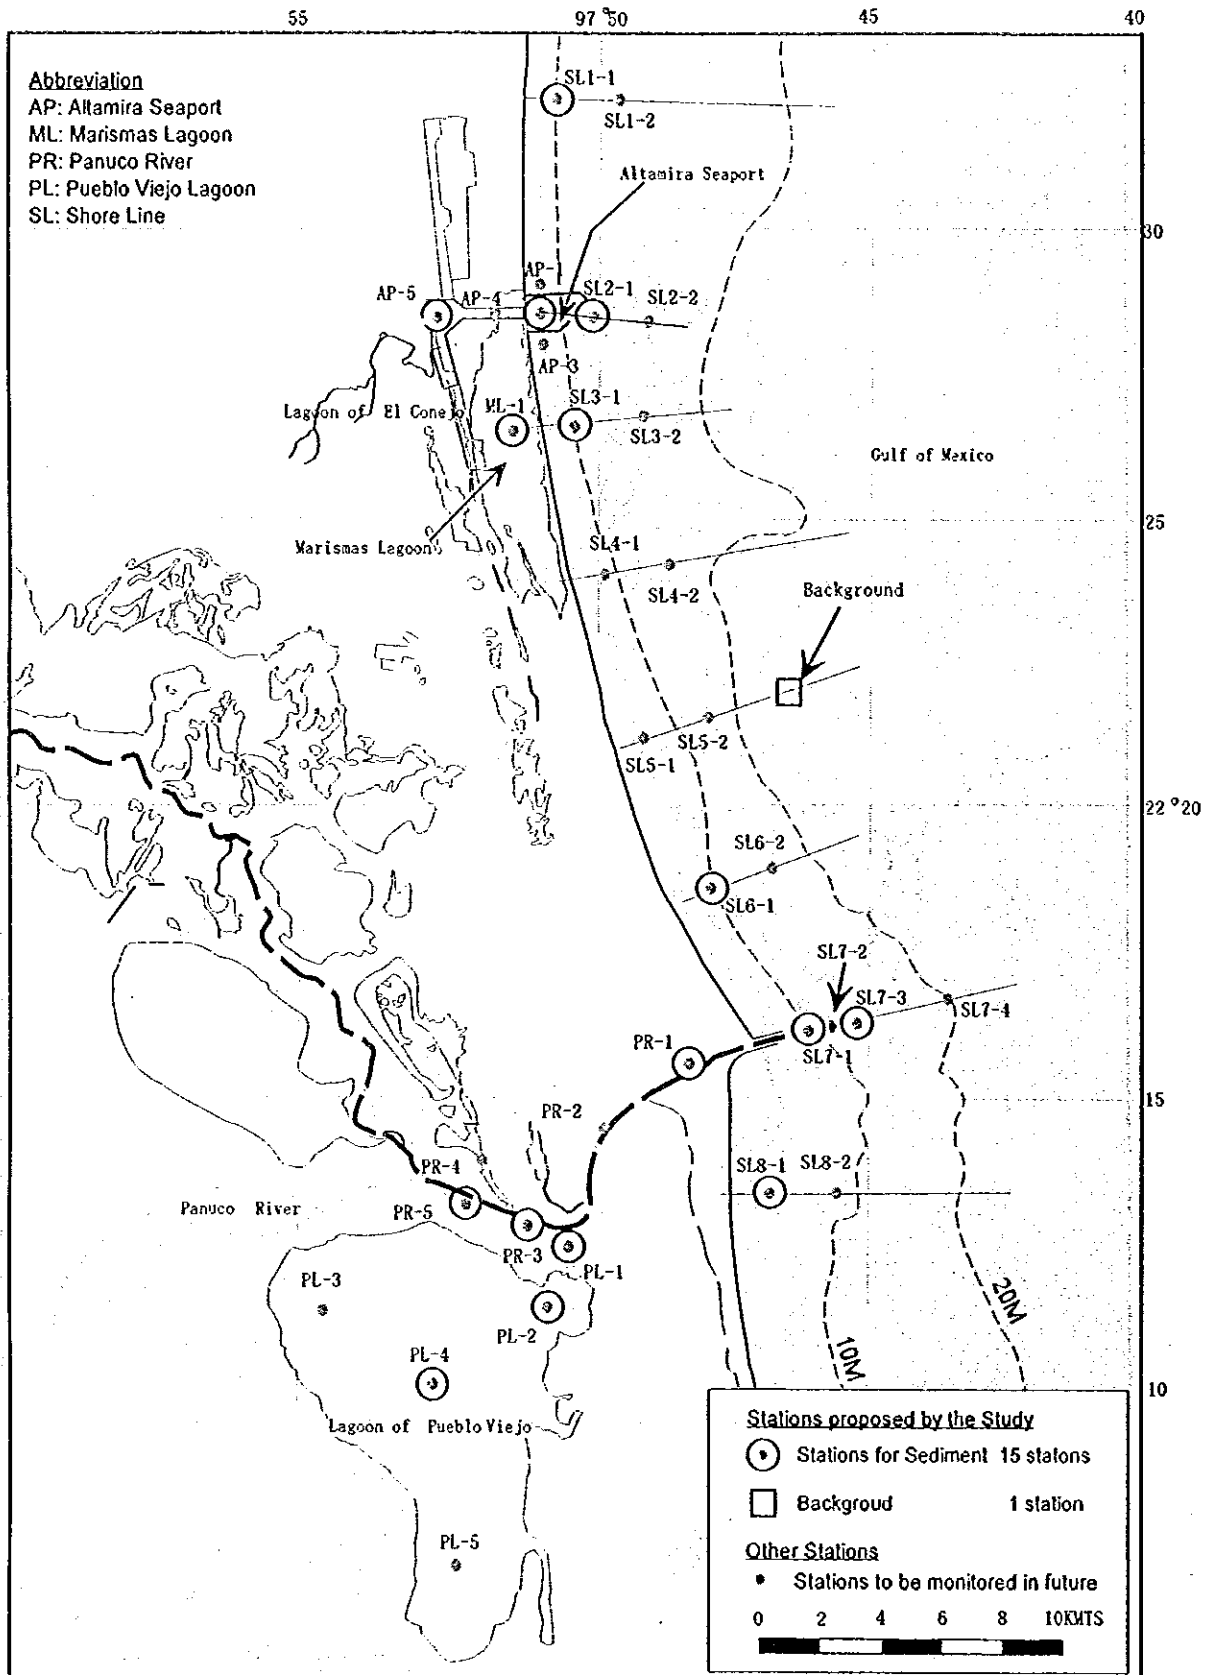 55
97°50
45
40
Abbreviation
AP: Altamira Seaport
ML: Marismas Lagoon
PR: Panuco River
PL: Pueblo Viejo Lagoon
SL: Shore Line
SL1-1
SL1-2
Altamira Seaport
30
AP-1
AP-5
AP-4
SL2-1
SL2-2
AP-3
Lagoon of El Conejo
ML-1
SL3-1
SL3-2
Gulf of Mexico
25
Marismas Lagoon
SL4-1
SL4-2
Background
SL5-2
SL5-1
22°20
SL6-2
SL6-1
SL7-2
SL7-3
SL7-4
PR-1
SL7-1
15
PR-2
PR-4
SL8-1
SL8-2
Panuco River
PR-5
PR-3
PL-1
PL-3
PL-2
20M
10M
PL-4
10
Lagoon of Pueblo Viejo
PL-5
Stations proposed by the Study
Stations for Sediment 15 statons
Backgroud 1 station
Other Stations
Stations to be monitored in future
0 2 4 6 8 10KMTS